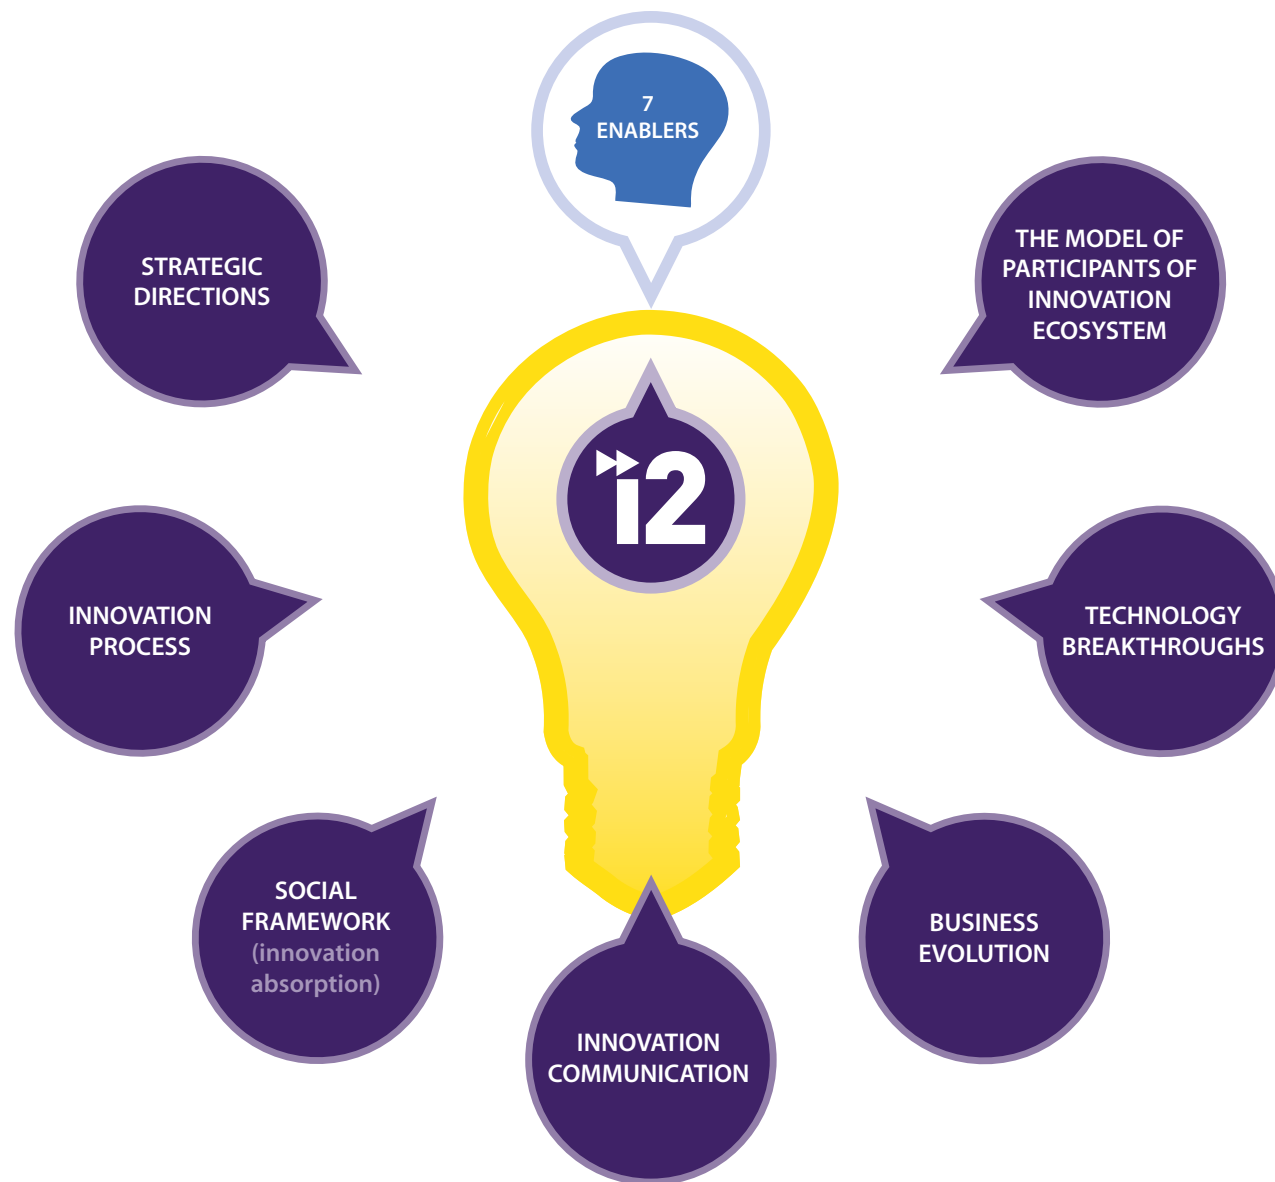 7
ENABLERS
STRATEGIC
DIRECTIONS
THE MODEL OF
PARTICIPANTS OF
INNOVATION
ECOSYSTEM
i2
INNOVATION
PROCESS
TECHNOLOGY
BREAKTHROUGHS
SOCIAL
FRAMEWORK
(innovation
absorption)
BUSINESS
EVOLUTION
INNOVATION
COMMUNICATION